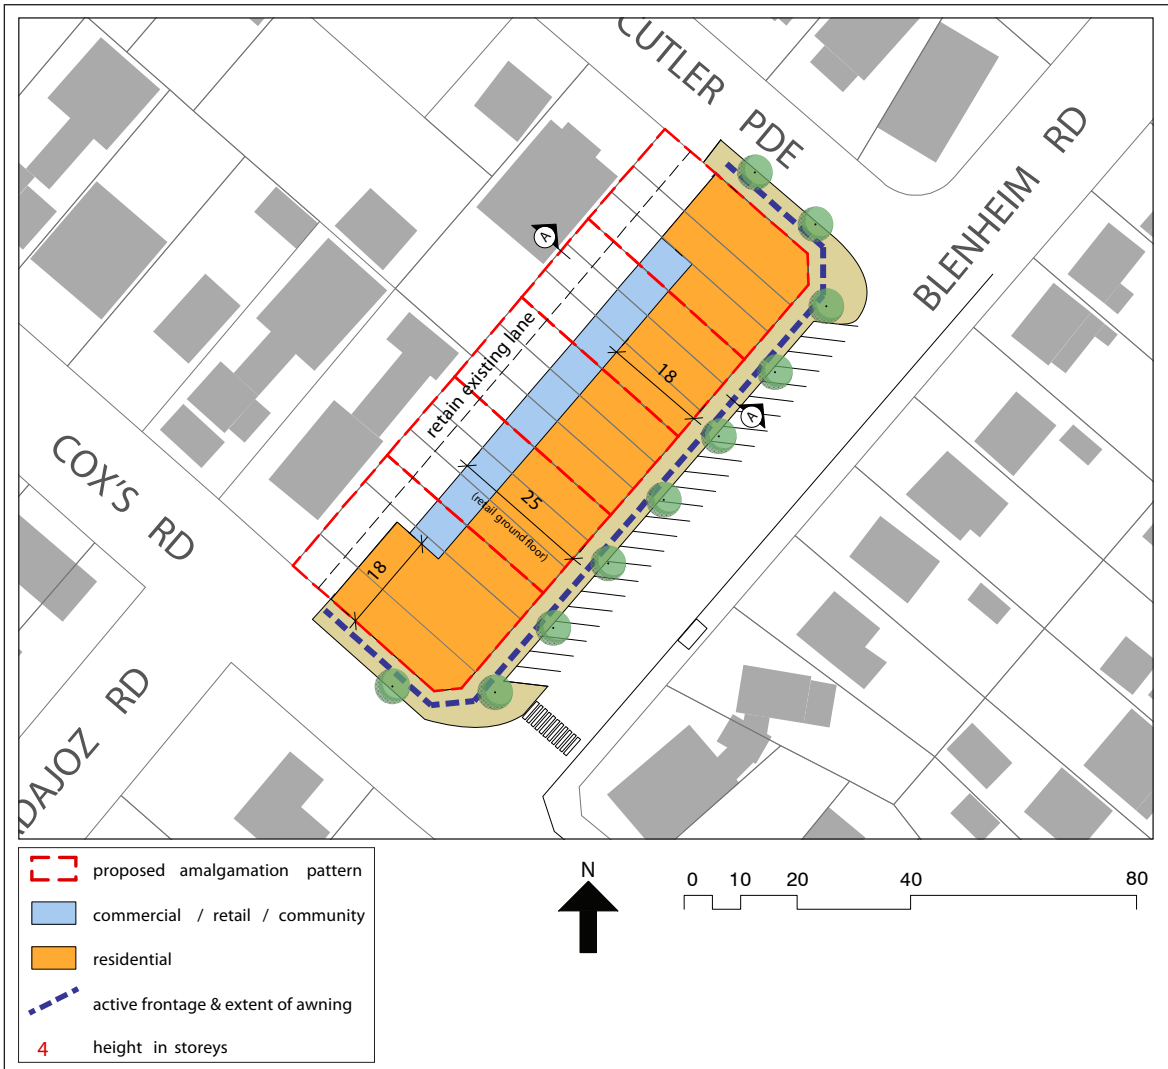 CUTLER PDE
BLENHEIM RD
A
retain existing lane
18
A
COX'S RD
25
(retail ground floor)
18
DAJOZ RD
proposed amalgamation pattern
commercial / retail / community
residential
active frontage & extent of awning
4 height in storeys
N
0 10 20 40 80